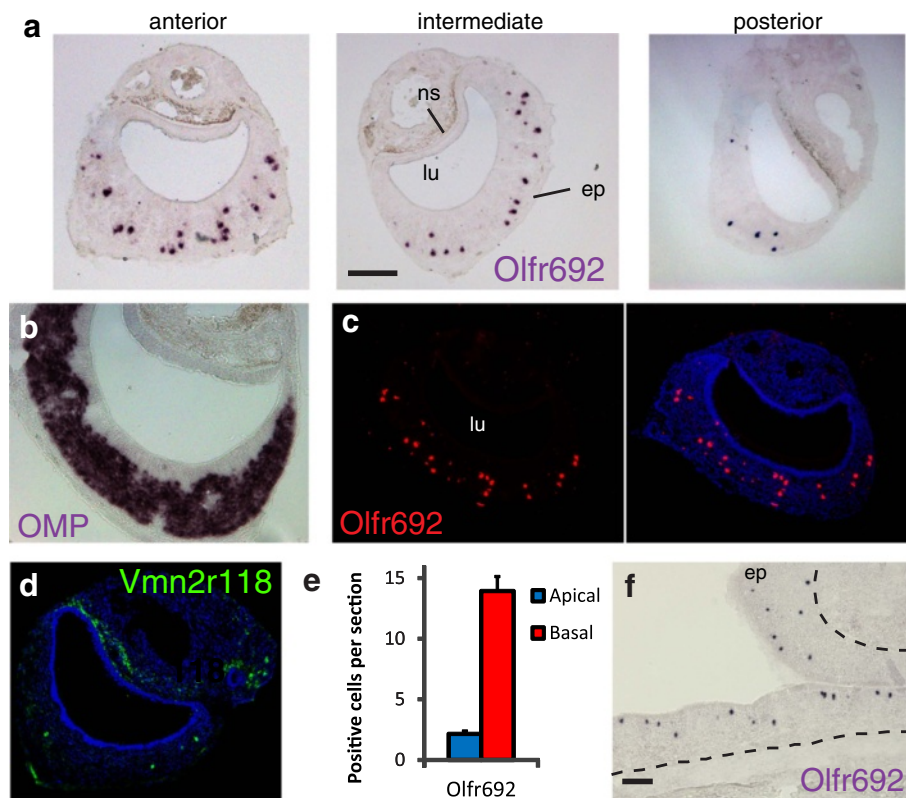 a
anterior
intermediate
posterior
ns
lu
ep
Olfr692
b
OMP
c
lu
Olfr692
d
Vmn2r118
e
Positive cells per section
15
10
5
0
Apical
Basal
Olfr692
f
ep
Olfr692